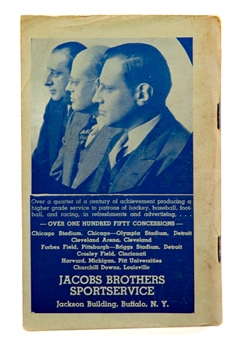 Over a quarter of a century of achievement producing a
higher grade service to patrons of hockey, baseball, foot-
ball, and racing, in refreshments and advertising. . . .
— OVER ONE HUNDRED FIFTY CONCESSIONS —
Chicago Stadium, Chicago—Olympia Stadium, Detroit
Cleveland Arena, Cleveland
Forbes Field, Pittsburgh—Briggs Stadium, Detroit
Crosley Field, Cincinnati
Harvard, Michigan, Pitt Universities
Churchill Downs, Louisville
JACOBS BROTHERS
SPORTSERVICE
Jackson Building, Buffalo, N. Y.